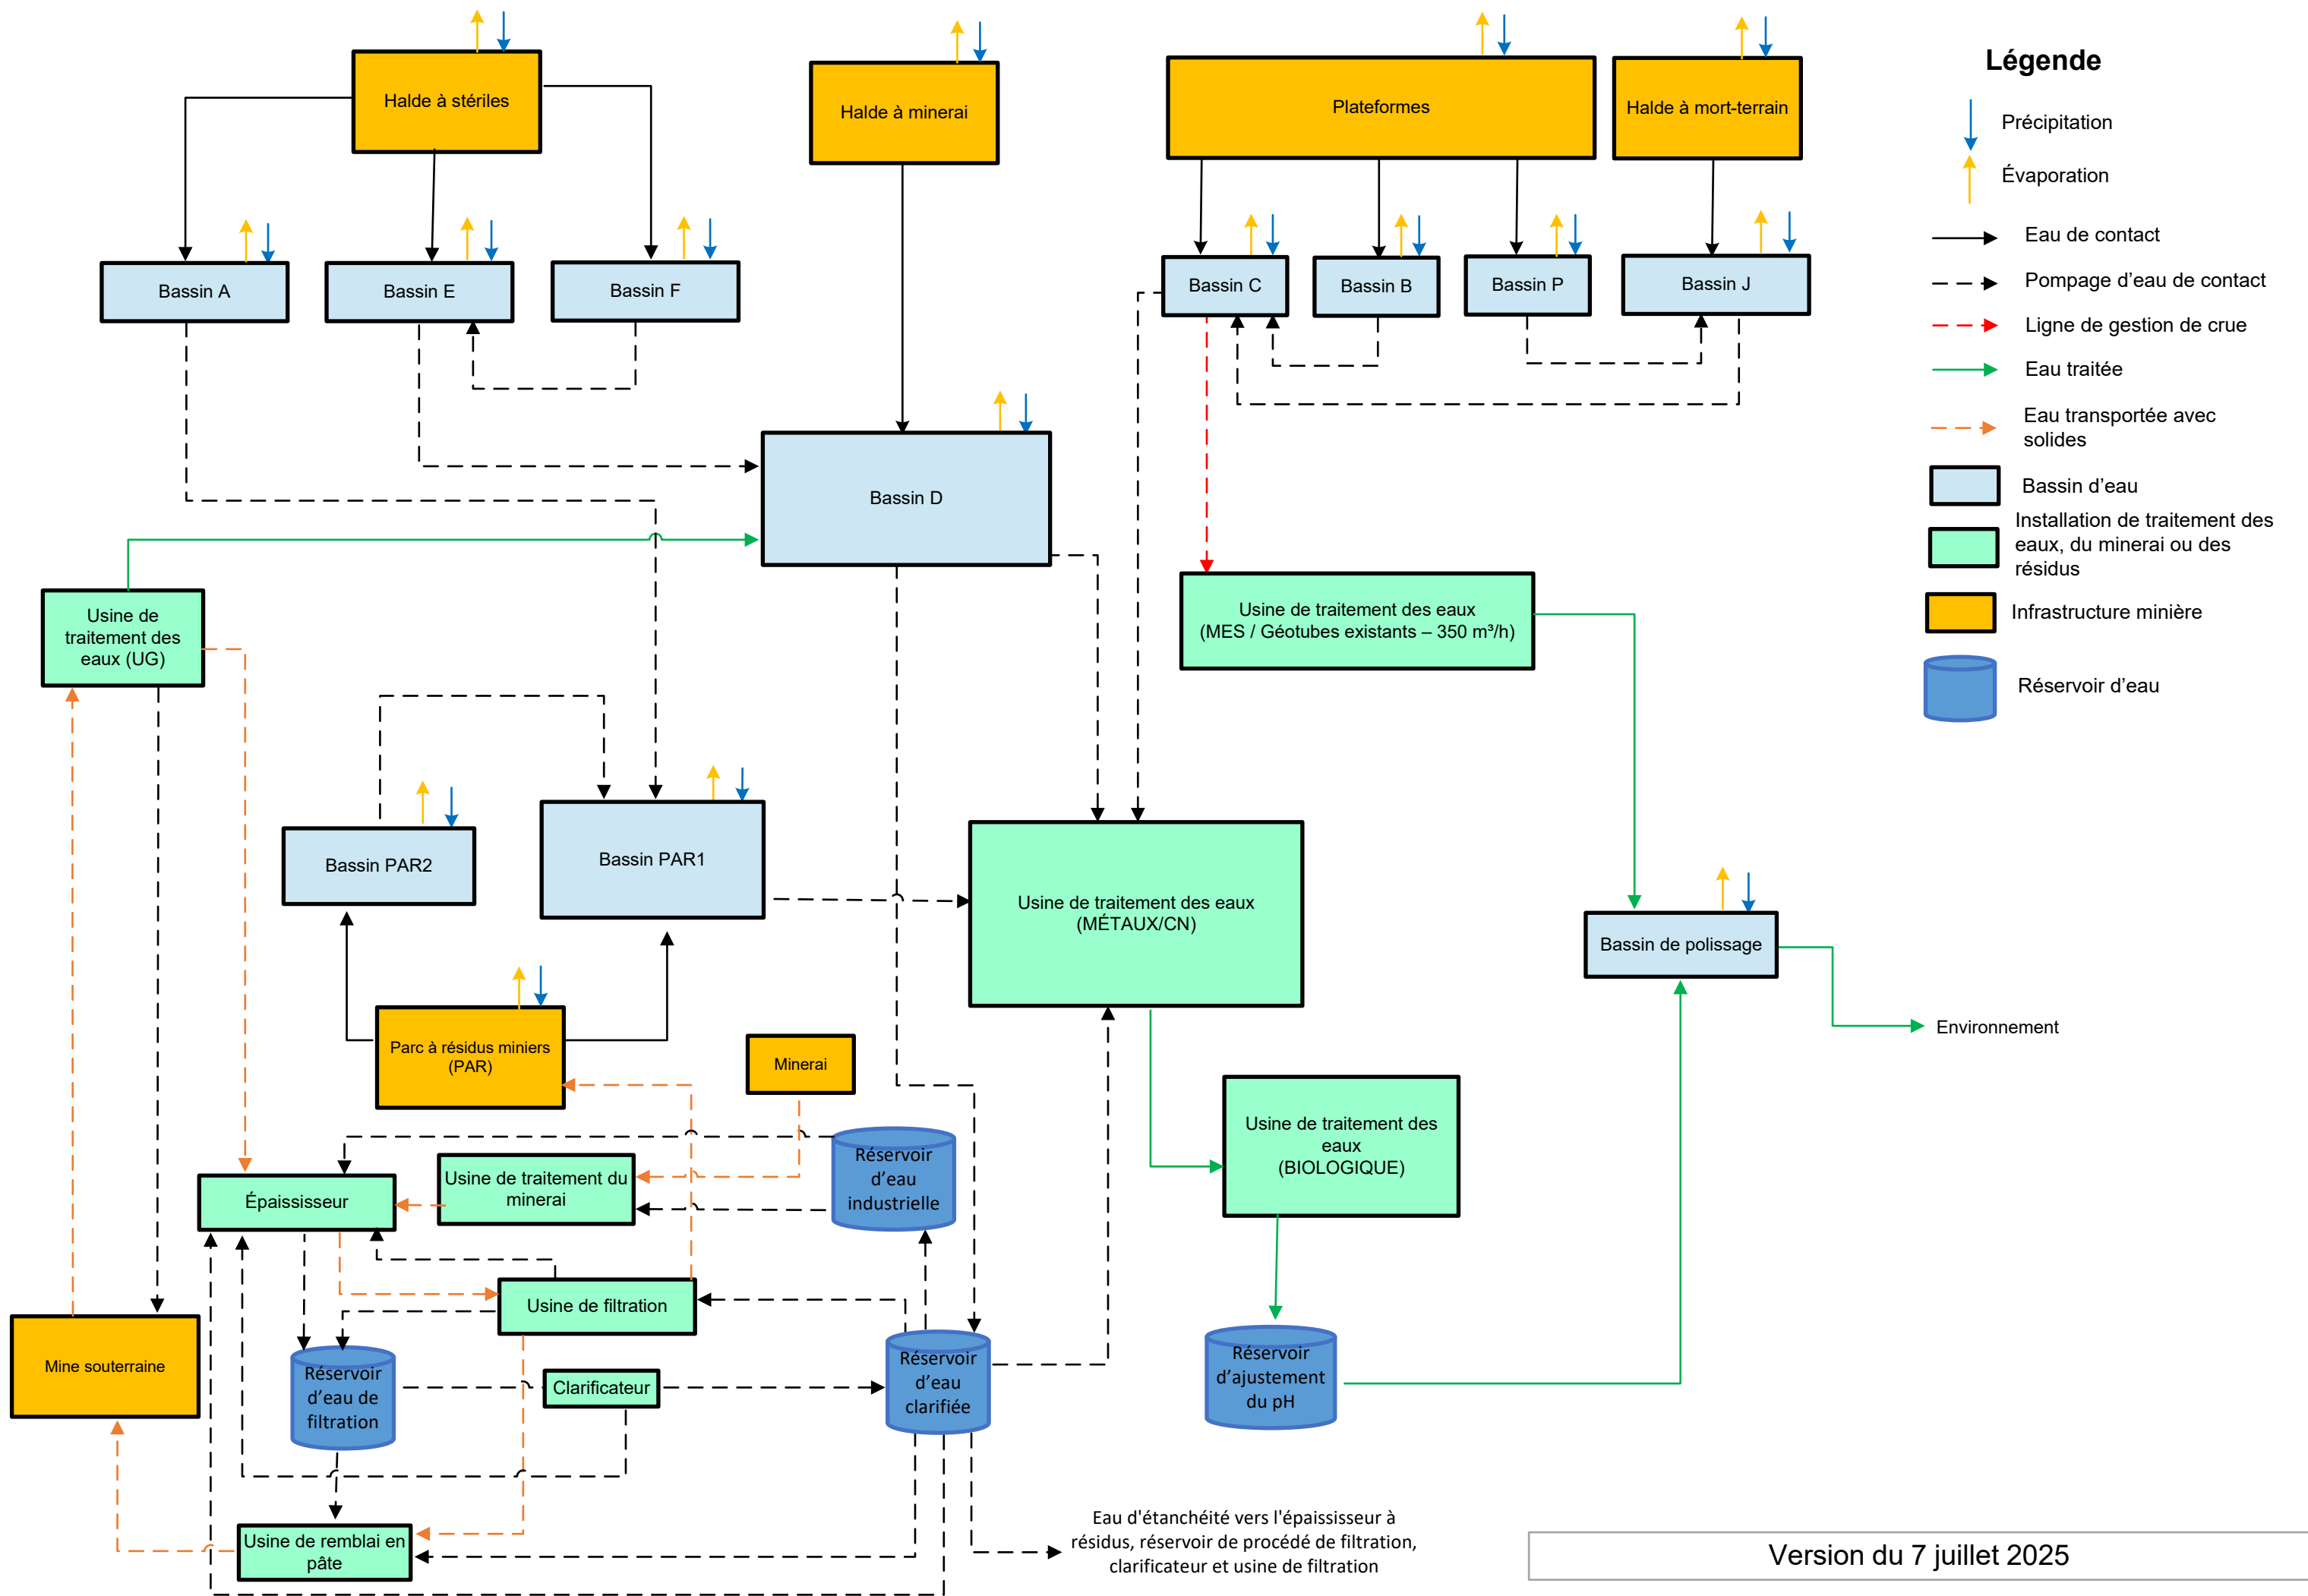 Halde à stériles
Halde à minerai
Plateformes
Halde à mort-terrain
Légende
Précipitation
Évaporation
Eau de contact
Pompage d'eau de contact
Ligne de gestion de crue
Eau traitée
Eau transportée avec
solides
Bassin d'eau
Installation de traitement des
eaux, du minerai ou des
résidus
Infrastructure minière
Réservoir d'eau
Bassin A
Bassin E
Bassin F
Bassin C
Bassin B
Bassin P
Bassin J
Bassin D
Usine de
traitement des
eaux (UG)
Usine de traitement des eaux
(MES / Géotubes existants – 350 m³/h)
Bassin PAR2
Bassin PAR1
Usine de traitement des eaux
(MÉTAUX/CN)
Bassin de polissage
Environnement
Parc à résidus miniers
(PAR)
Minerai
Usine de traitement des
eaux
(BIOLOGIQUE)
Réservoir
d'eau
industrielle
Usine de traitement du
minerai
Épaississeur
Usine de filtration
Mine souterraine
Réservoir
d'eau de
filtration
Clarificateur
Réservoir
d'eau
clarifiée
Réservoir
d'ajustement
du pH
Usine de remblai en
pâte
Eau d'étanchéité vers l'épaississeur à
résidus, réservoir de procédé de filtration,
clarificateur et usine de filtration
Version du 7 juillet 2025